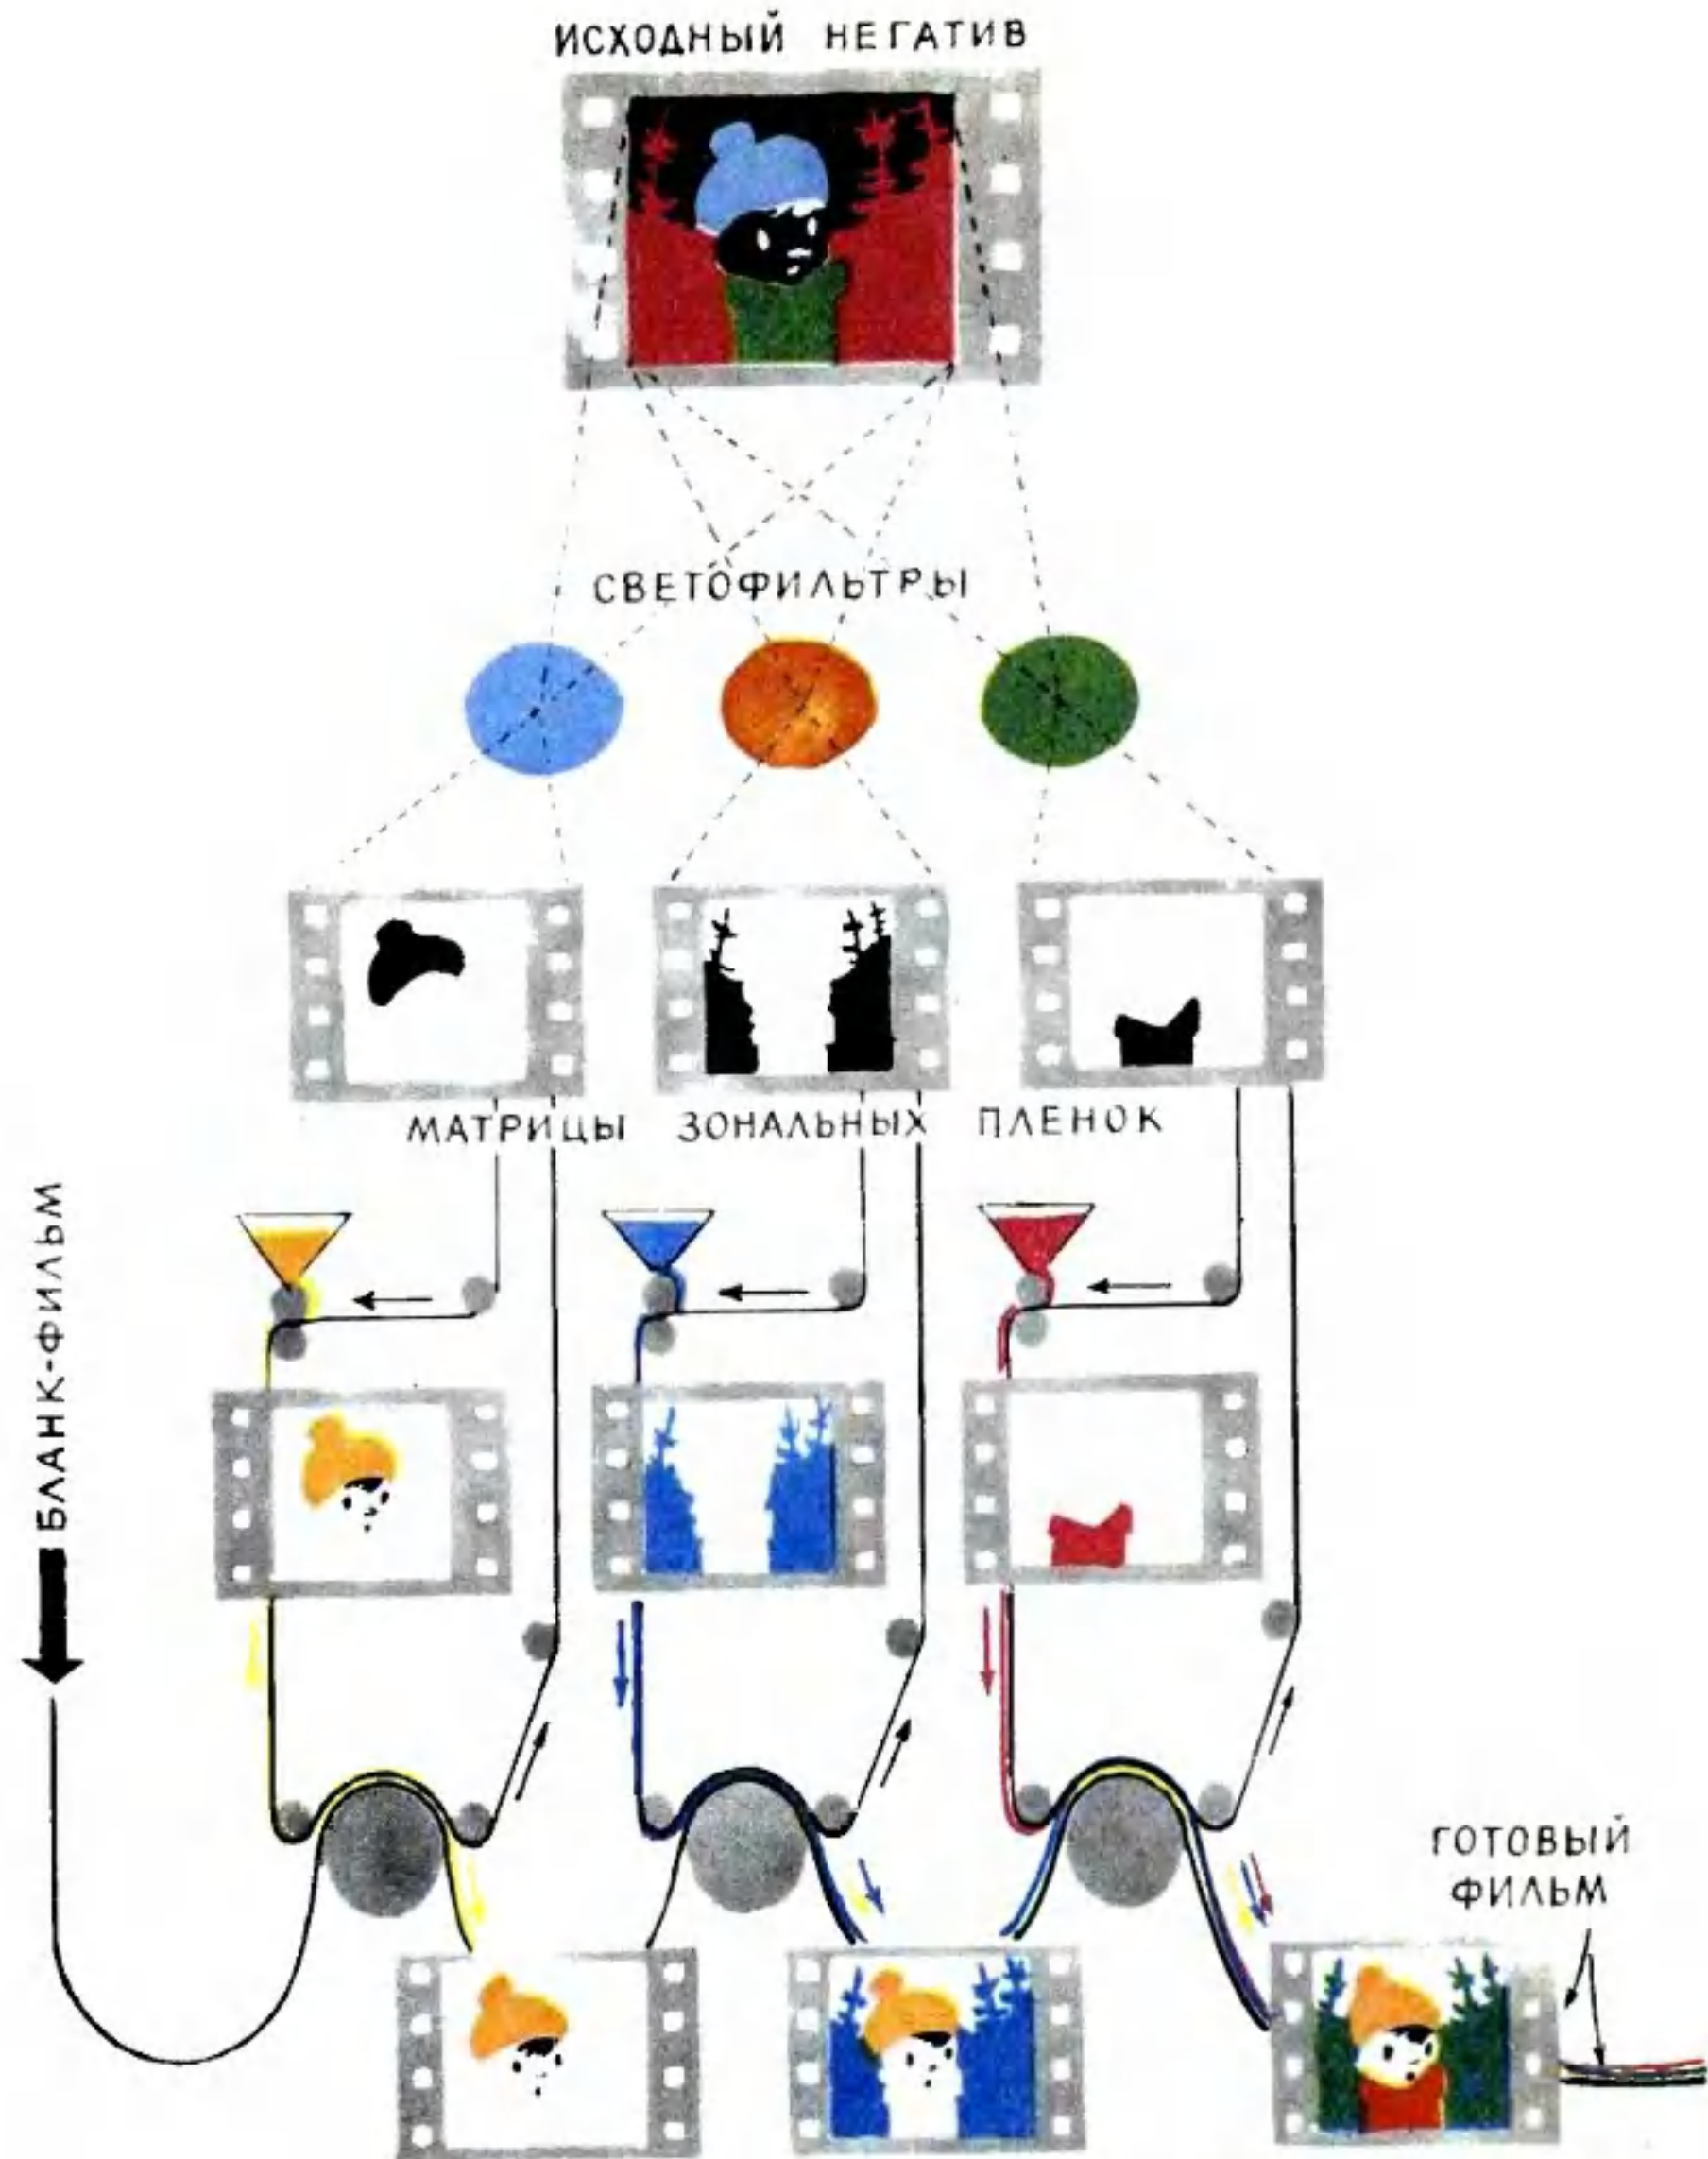 ИСХОДНЫЙ НЕГАТИВ
СВЕТОФИЛЬТРЫ
МАТРИЦЫ ЗОНАЛЬНЫХ ПЛЕНОК
БЛАНК-ФИЛЬМ
ГОТОВЫЙ
ФИЛЬМ